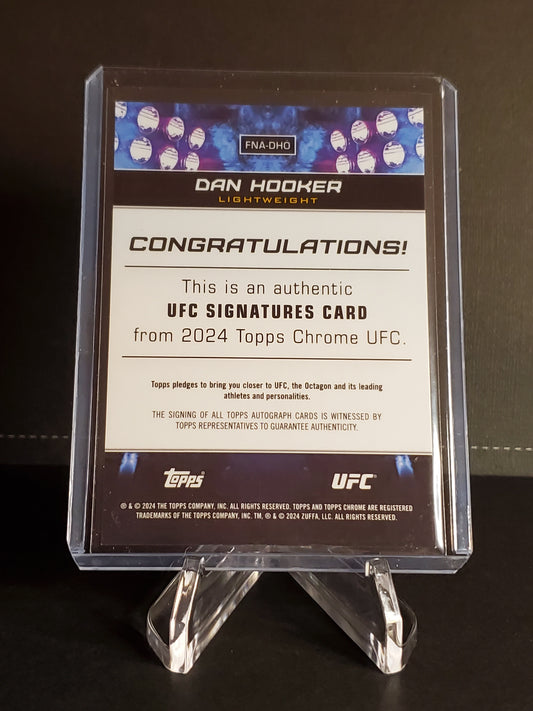 FNA-DHO
DAN HOOKER
LIGHTWEIGHT
CONGRATULATIONS!
This is an authentic
UFC SIGNATURES CARD
from 2024 Topps Chrome UFC.
Topps pledges to bring you closer to UFC, the Octagon and its leading
athletes and personalities.
THE SIGNING OF ALL TOPPS AUTOGRAPH CARDS IS WITNESSED BY
TOPPS REPRESENTATIVES TO GUARANTEE AUTHENTICITY.
Topps® UFC®
® & © 2024 THE TOPPS COMPANY, INC. ALL RIGHTS RESERVED. TOPPS AND TOPPS CHROME ARE REGISTERED
TRADEMARKS OF THE TOPPS COMPANY, INC. TM, ® & © 2024 ZUFFA, LLC. ALL RIGHTS RESERVED.